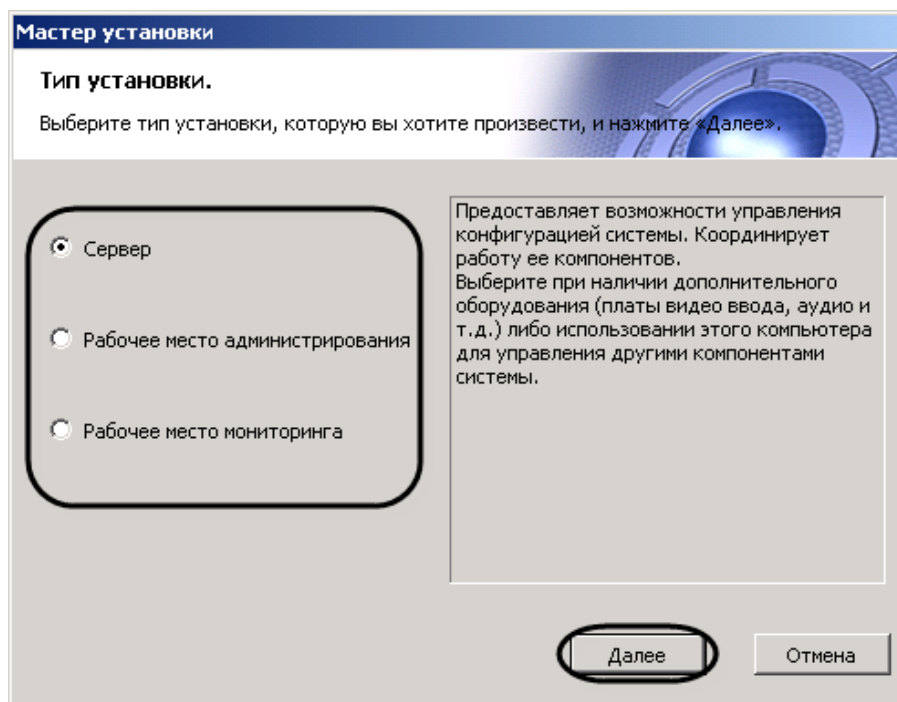 Мастер установки
Тип установки.
Выберите тип установки, которую вы хотите произвести, и нажмите «Далее».
Сервер
Рабочее место администрирования
Рабочее место мониторинга
Предоставляет возможности управления
конфигурацией системы. Координирует
работу ее компонентов.
Выберите при наличии дополнительного
оборудования (платы видео ввода, аудио и
т.д.) либо использовании этого компьютера
для управления другими компонентами
системы.
Далее
Отмена